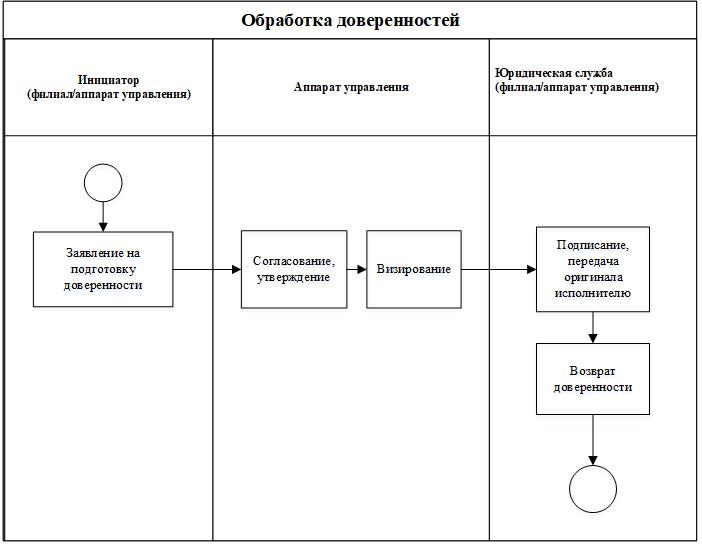 Обработка доверенностей
Инициатор
(филиал/аппарат управления)
Аппарат управления
Юридическая служба
(филиал/аппарат управления)
Заявление на
подготовку
доверенности
Согласование,
утверждение
Визирование
Подписание,
передача
оригинала
исполнителю
Возврат
доверенности